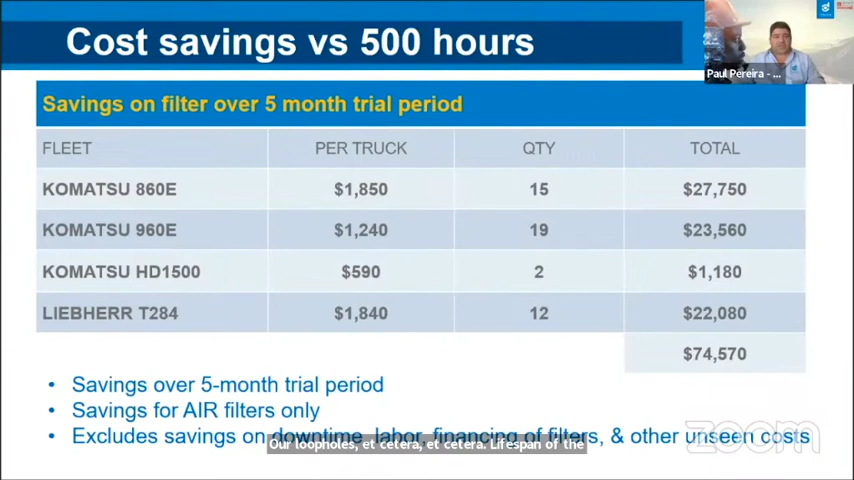 Cost savings vs 500 hours
Paul Pereira - ...
Savings on filter over 5 month trial period
FLEET PER TRUCK QTY TOTAL
KOMATSU 860E $1,850 15 $27,750
KOMATSU 960E $1,240 19 $23,560
KOMATSU HD1500 $590 2 $1,180
LIEBHERR T284 $1,840 12 $22,080
$74,570
• Savings over 5-month trial period
• Savings for AIR filters only
• Excludes savings on downtime, labor, financing of filters, & other unseen costs
Our loopholes, et cetera, et cetera. Lifespan of the
zoom